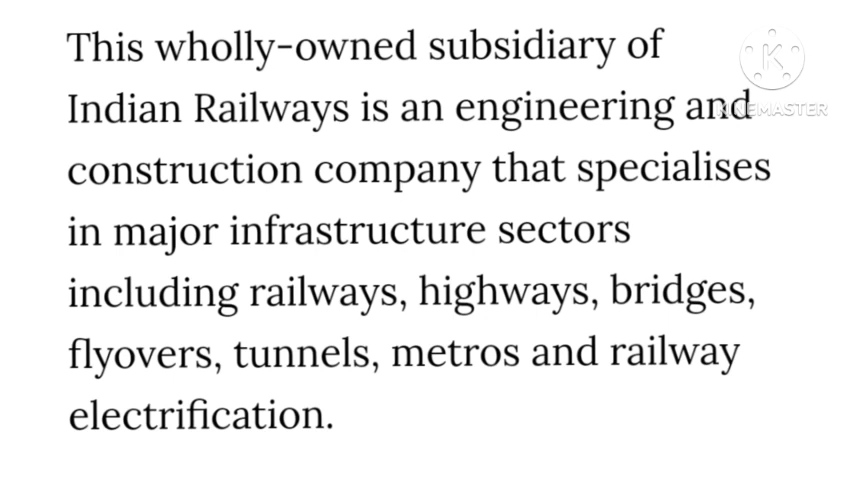 This wholly-owned subsidiary of
Indian Railways is an engineering and
construction company that specialises
in major infrastructure sectors
including railways, highways, bridges,
flyovers, tunnels, metros and railway
electrification.
K
KINEMASTER